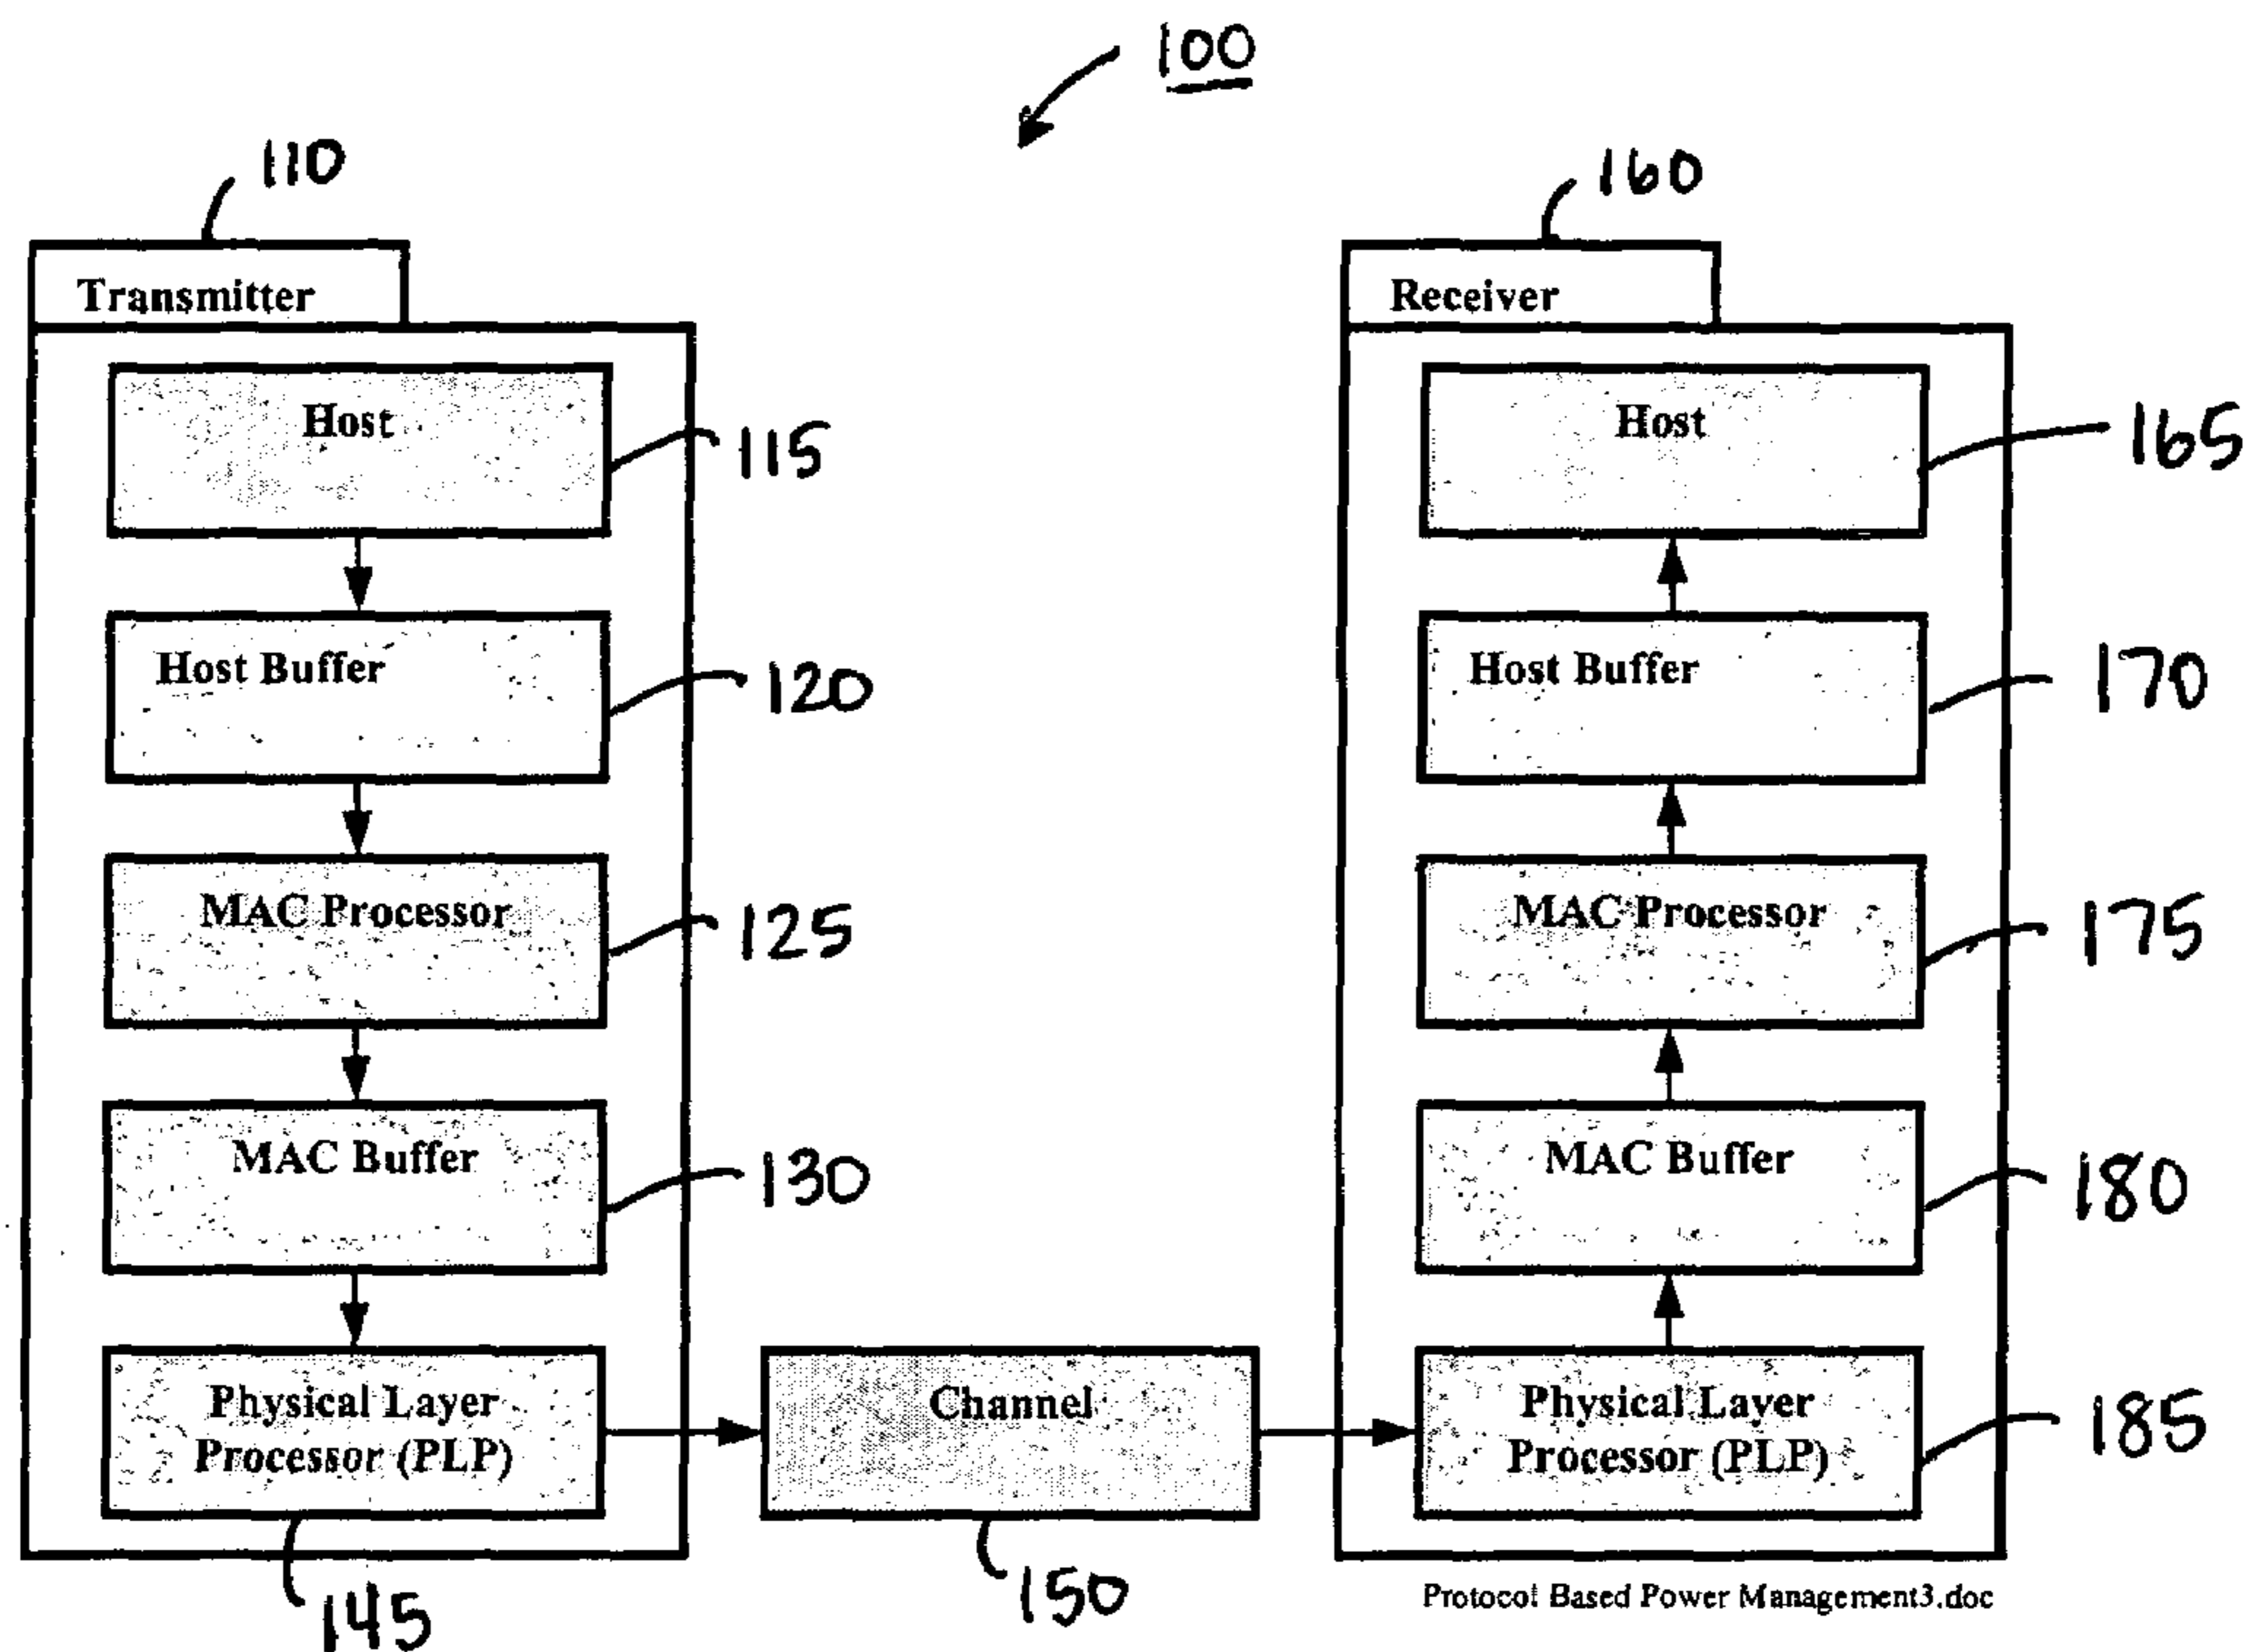 100
110
Transmitter
Host
115
Host Buffer
120
MAC Processor
125
MAC Buffer
130
Physical Layer
Processor (PLP)
145
Channel
150
160
Receiver
Host
165
Host Buffer
170
MAC Processor
175
MAC Buffer
180
Physical Layer
Processor (PLP)
185
Protocol Based Power Management3.doc